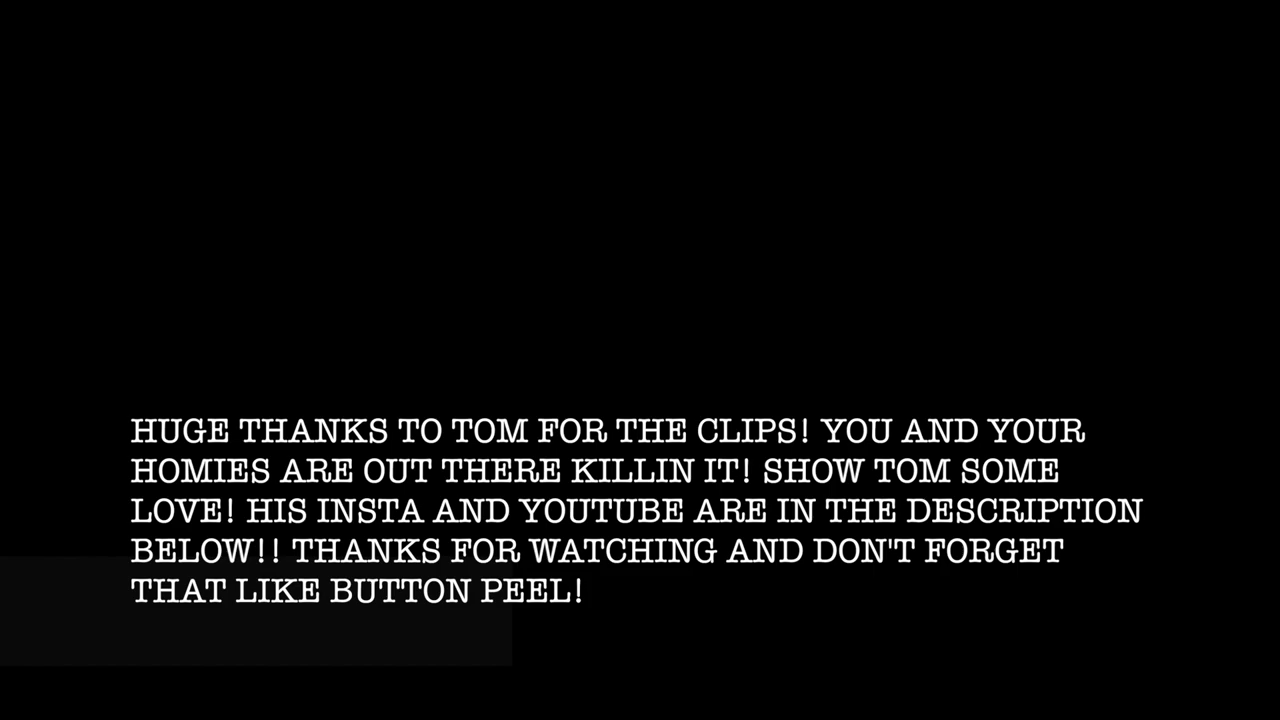 HUGE THANKS TO TOM FOR THE CLIPS! YOU AND YOUR
HOMIES ARE OUT THERE KILLIN IT! SHOW TOM SOME
LOVE! HIS INSTA AND YOUTUBE ARE IN THE DESCRIPTION
BELOW!! THANKS FOR WATCHING AND DON'T FORGET
THAT LIKE BUTTON PEEL!